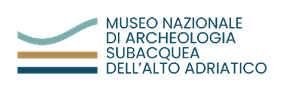 MUSEO NAZIONALE
DI ARCHEOLOGIA
SUBACQUEA
DELL'ALTO ADRIATICO